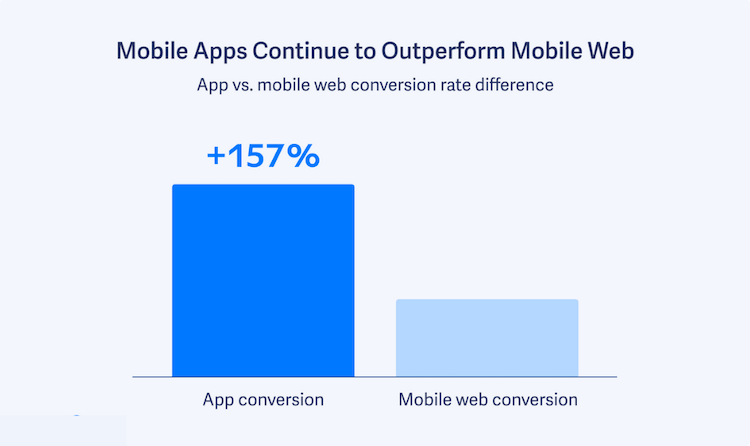 Mobile Apps Continue to Outperform Mobile Web
App vs. mobile web conversion rate difference
+157%
App conversion
Mobile web conversion